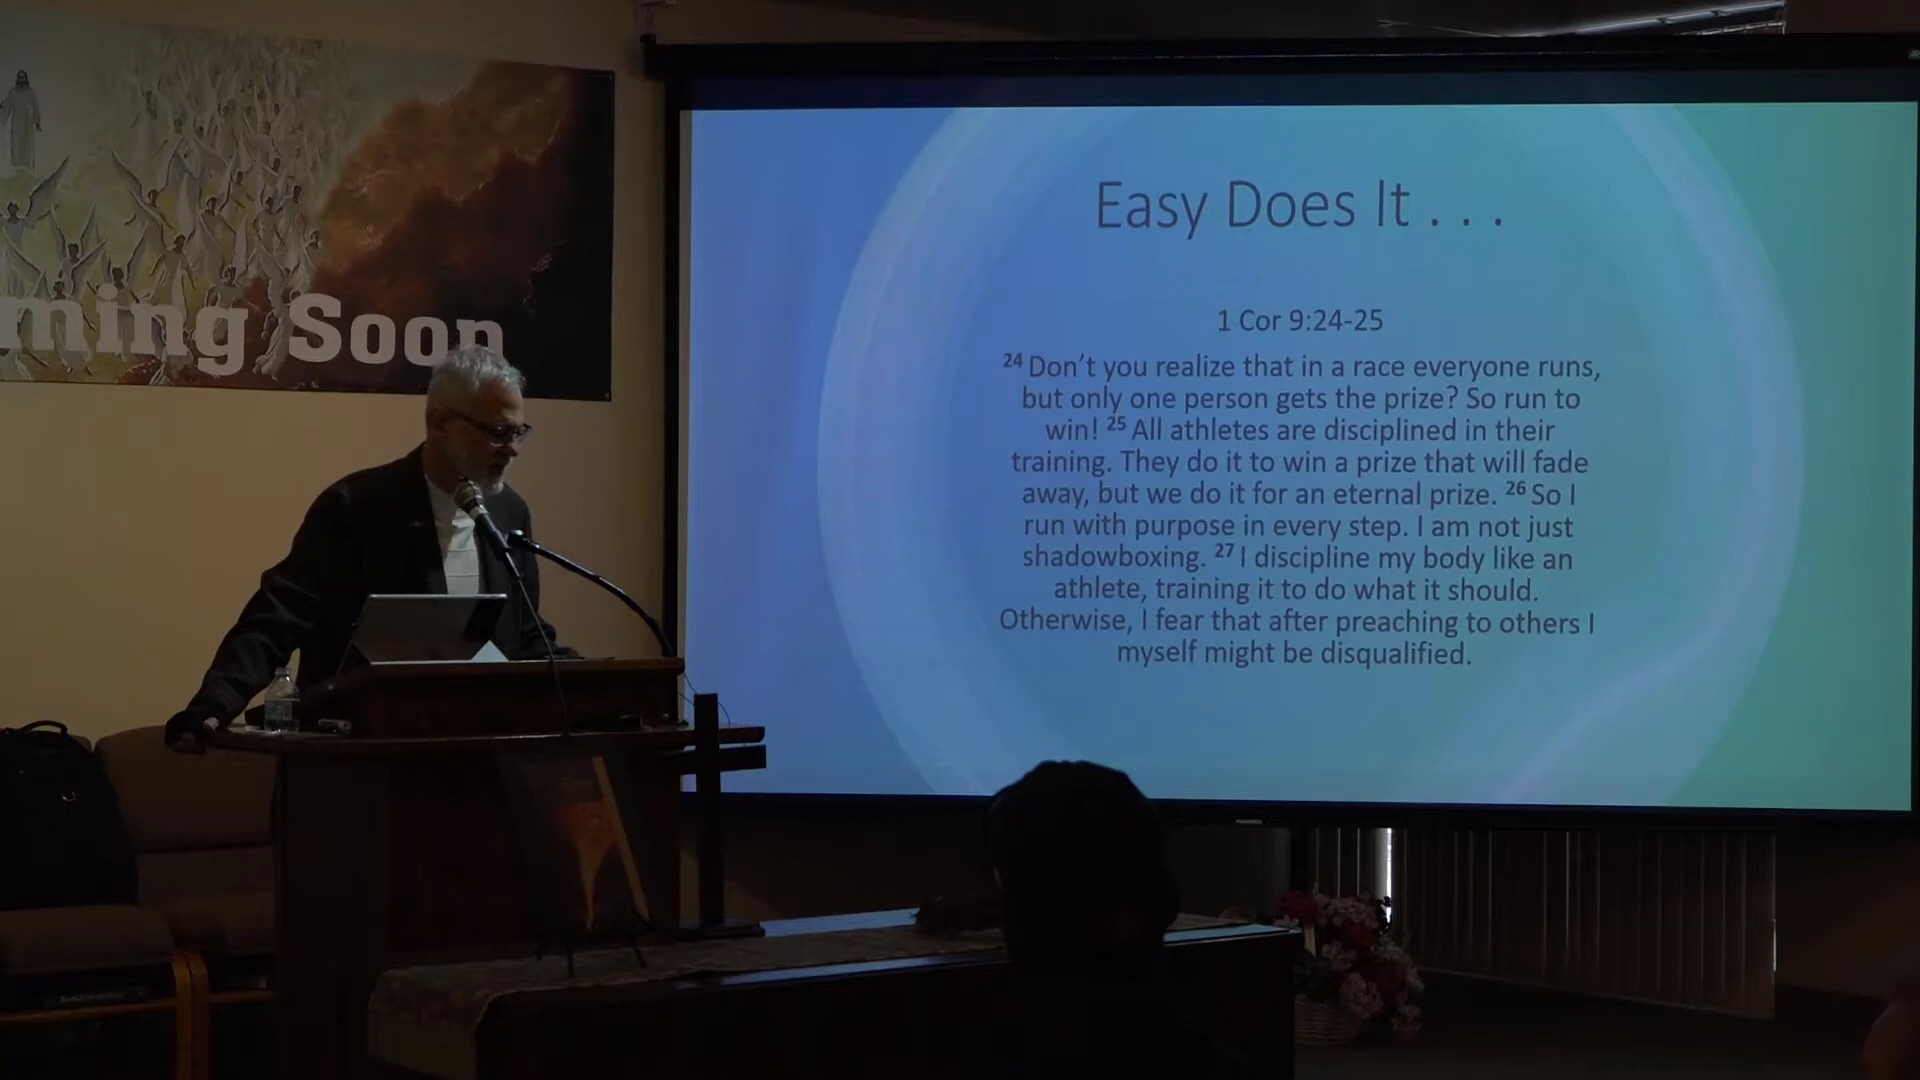 ming Soon
Easy Does It . . .
1 Cor 9:24-25
24 Don't you realize that in a race everyone runs,
but only one person gets the prize? So run to
win! 25 All athletes are disciplined in their
training. They do it to win a prize that will fade
away, but we do it for an eternal prize. 26 So I
run with purpose in every step. I am not just
shadowboxing. 27 I discipline my body like an
athlete, training it to do what it should.
Otherwise, I fear that after preaching to others I
myself might be disqualified.